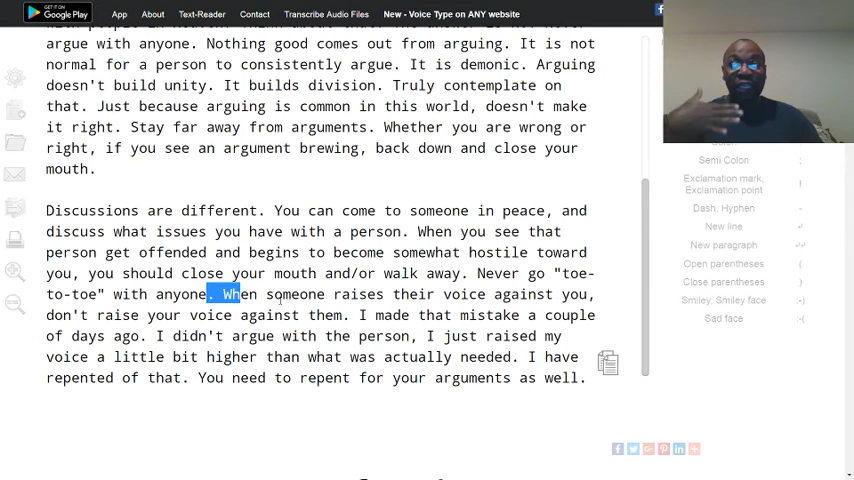 GET IT ON
Google Play
App
About
Text-Reader
Contact
Transcribe Audio Files
New - Voice Type on ANY website
argue with anyone. Nothing good comes out from arguing. It is not
normal for a person to consistently argue. It is demonic. Arguing
doesn't build unity. It builds division. Truly contemplate on
that. Just because arguing is common in this world, doesn't make
it right. Stay far away from arguments. Whether you are wrong or
right, if you see an argument brewing, back down and close your
mouth.
Discussions are different. You can come to someone in peace, and
discuss what issues you have with a person. When you see that
person get offended and begins to become somewhat hostile toward
you, you should close your mouth and/or walk away. Never go "toe-
to-toe" with anyone. When someone raises their voice against you,
don't raise your voice against them. I made that mistake a couple
of days ago. I didn't argue with the person, I just raised my
voice a little bit higher than what was actually needed. I have
repented of that. You need to repent for your arguments as well.
Semi Colon ;
Exclamation mark, !
Exclamation point
Dash, Hyphen -
New line
New paragraph
Open parentheses (
Close parentheses )
Smiley, Smiley face :-)
Sad face :-(